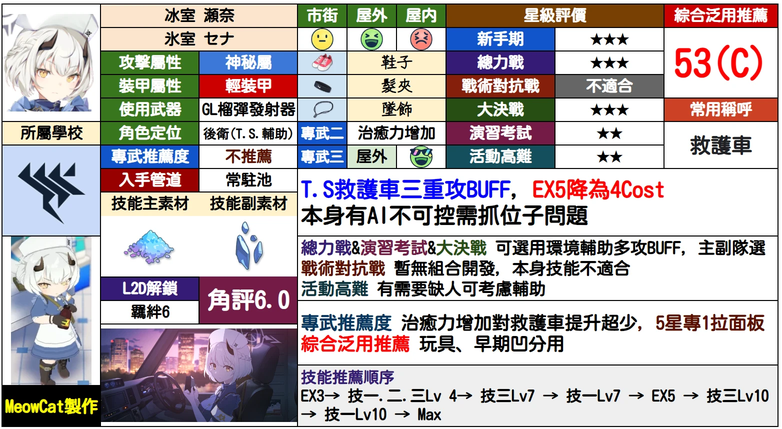 冰室 瀨奈
市街 屋外 屋內
星級評價
綜合泛用推薦
氷室 セナ
新手期 ★★★
53(C)
攻擊屬性 神秘屬
鞋子
總力戰 ★★★
裝甲屬性 輕裝甲
髮夾
戰術對抗戰 不適合
使用武器 GL榴彈發射器
墜飾
大決戰 ★★★
常用稱呼
所屬學校
角色定位 後衛(T.S.輔助)
專武二 治癒力增加
演習考試 ★★
救護車
專武推薦度 不推薦
專武三 屋外
活動高難 ★★
入手管道 常駐池
T.S救護車三重攻BUFF, EX5降為4Cost
本身有AI不可控需抓位子問題
技能主素材 技能副素材
總力戰&演習考試&大決戰 可選用環境輔助多攻BUFF, 主副隊選
戰術對抗戰 暫無組合開發, 本身技能不適合
活動高難 有需要缺人可考慮輔助
L2D解鎖
羈絆6
角評6.0
專武推薦度 治癒力增加對救護車提升超少, 5星專1拉面板
綜合泛用推薦 玩具、早期凹分用
技能推薦順序
EX3→ 技一.二.三Lv 4→ 技三Lv7 → 技一Lv7 → EX5 → 技三Lv10
→ 技一Lv10 → Max
MeowCat製作